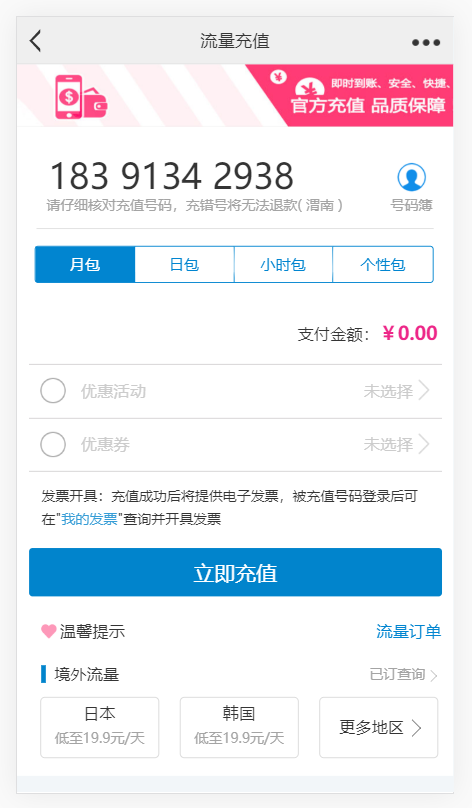 流量充值
即时到账、安全、快捷、
官方充值 品质保障
183 9134 2938
请仔细核对充值号码，充错号将无法退款( 渭南 )
号码簿
月包
日包
小时包
个性包
支付金额： ￥0.00
优惠活动
未选择
优惠券
未选择
发票开具：充值成功后将提供电子发票，被充值号码登录后可
在"我的发票"查询并开具发票
立即充值
温馨提示
流量订单
境外流量
已订查询
日本
低至19.9元/天
韩国
低至19.9元/天
更多地区